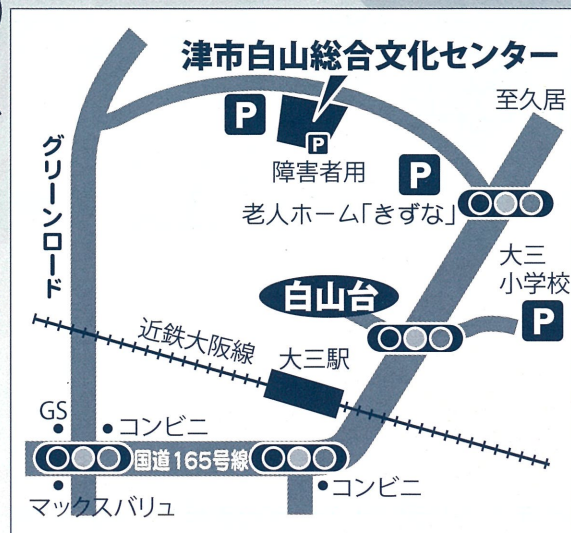 津市白山総合文化センター
至久居
P
P
障害者用
P
老人ホーム「きずな」
グリーンロード
大三
小学校
P
白山台
近鉄大阪線
大三駅
GS
コンビニ
国道165号線
コンビニ
マックスバリュ